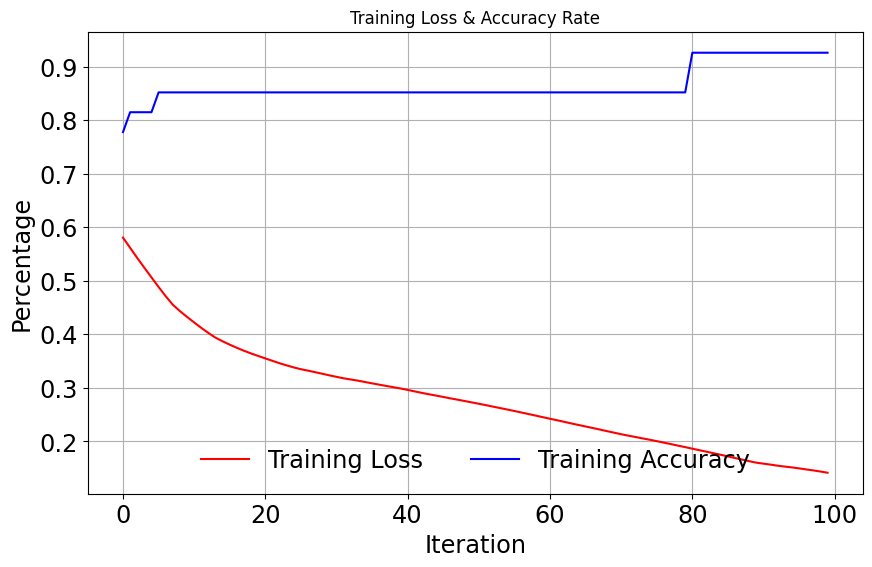 Training Loss & Accuracy Rate
0.9
0.8
0.7
0.6
0.5
0.4
0.3
0.2
Percentage
Training Loss
Training Accuracy
0 20 40 60 80 100
Iteration